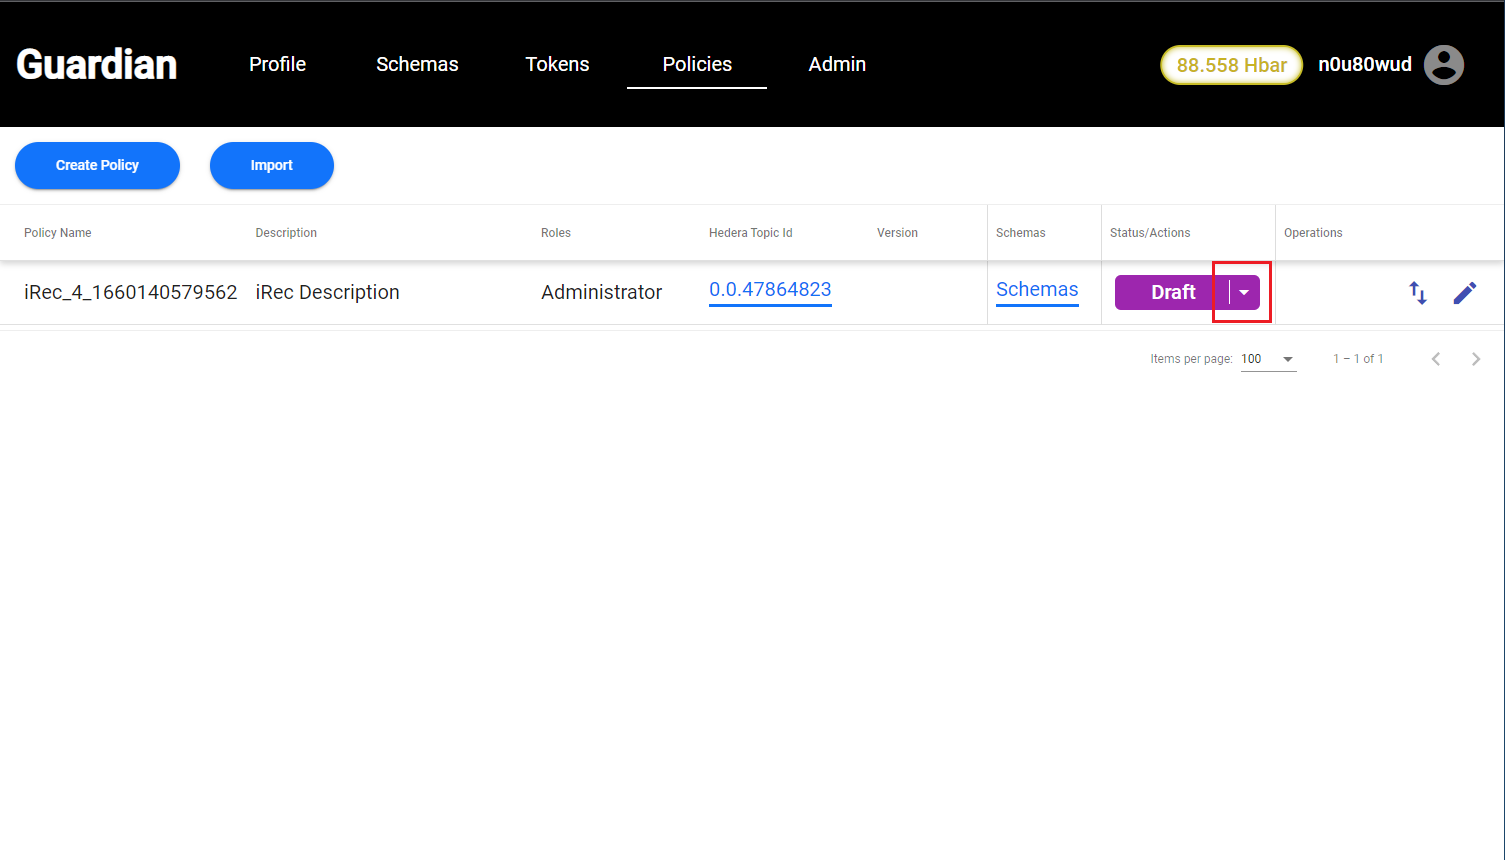 Guardian Profile Schemas Tokens Policies Admin 88.558 Hbar n0u80wud
Create Policy Import
Policy Name Description Roles Hedera Topic Id Version Schemas Status/Actions Operations
iRec_4_1660140579562 iRec Description Administrator 0.0.47864823 Schemas Draft
Items per page: 100 1 – 1 of 1